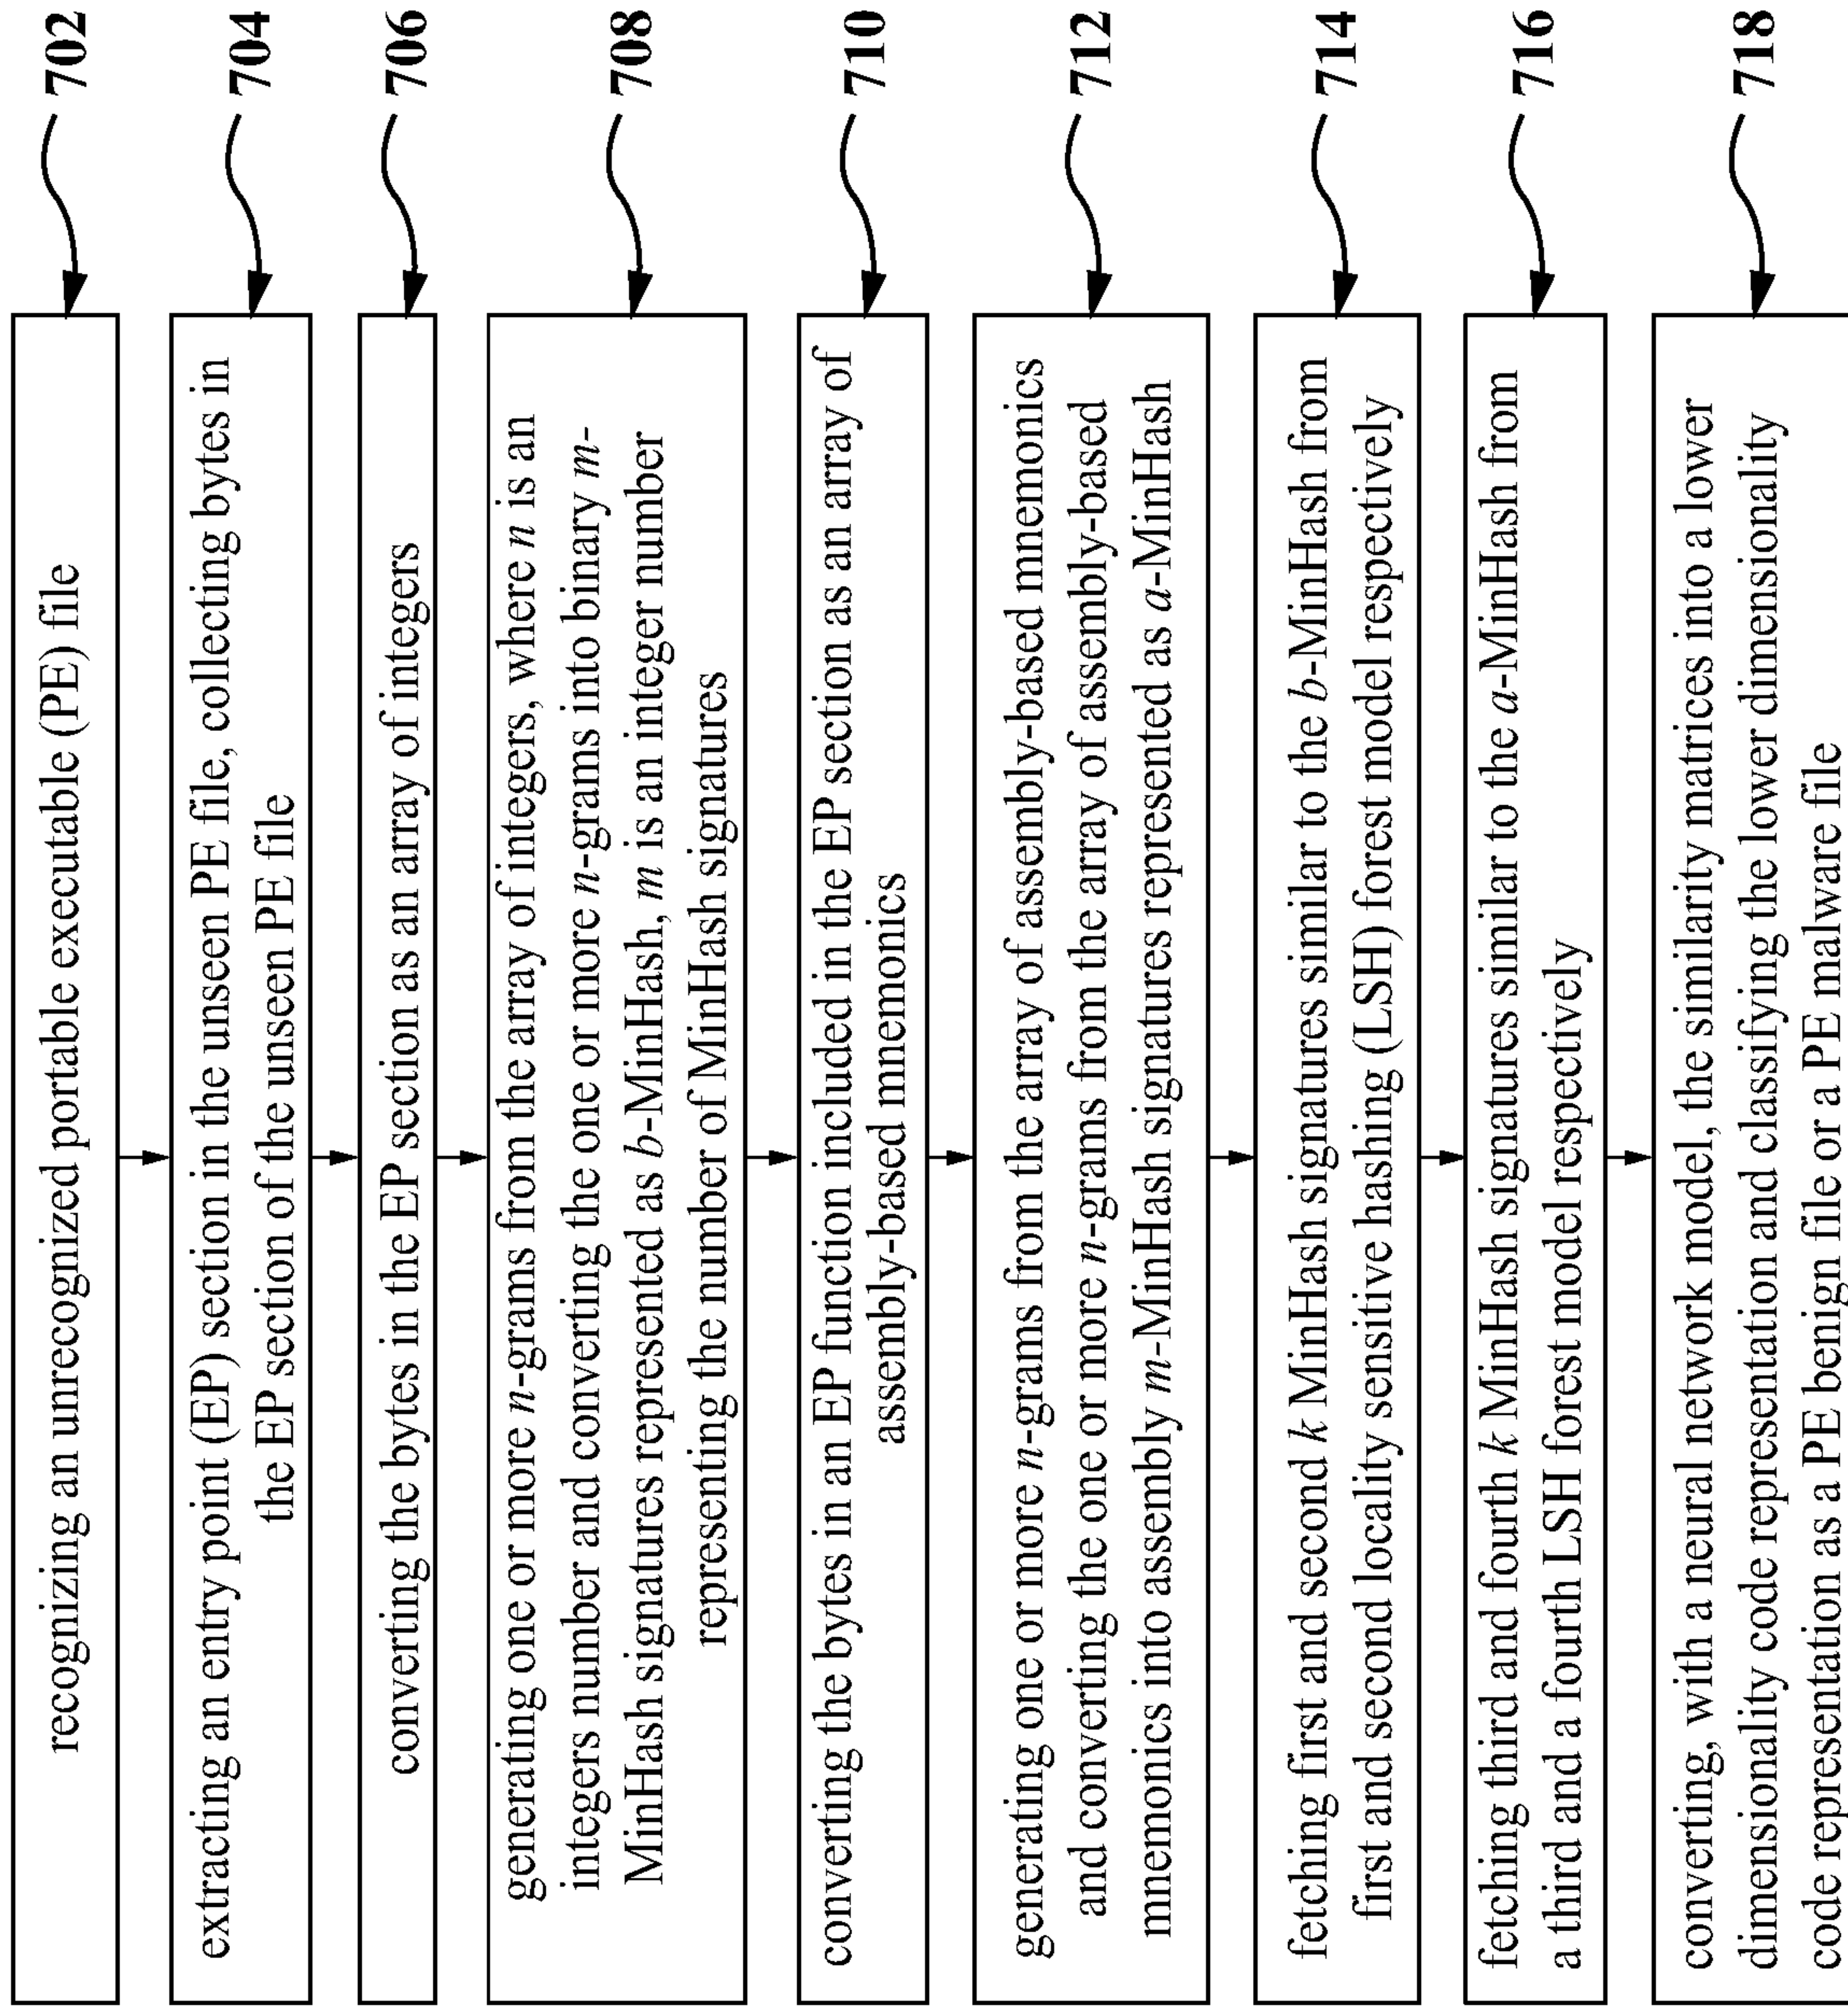 recognizing an unrecognized portable executable (PE) file
702
extracting an entry point (EP) section in the unseen PE file, collecting bytes in
the EP section of the unseen PE file
704
converting the bytes in the EP section as an array of integers
706
generating one or more n-grams from the array of integers, where n is an
integers number and converting the one or more n-grams into binary m-
MinHash signatures represented as b-MinHash, m is an integer number
representing the number of MinHash signatures
708
converting the bytes in an EP function included in the EP section as an array of
assembly-based mnemonics
710
generating one or more n-grams from the array of assembly-based mnemonics
and converting the one or more n-grams from the array of assembly-based
mnemonics into assembly m-MinHash signatures represented as a-MinHash
712
fetching first and second k MinHash signatures similar to the b-MinHash from
first and second locality sensitive hashing (LSH) forest model respectively
714
fetching third and fourth k MinHash signatures similar to the a-MinHash from
a third and a fourth LSH forest model respectively
716
converting, with a neural network model, the similarity matrices into a lower
dimensionality code representation and classifying the lower dimensionality
code representation as a PE benign file or a PE malware file
718